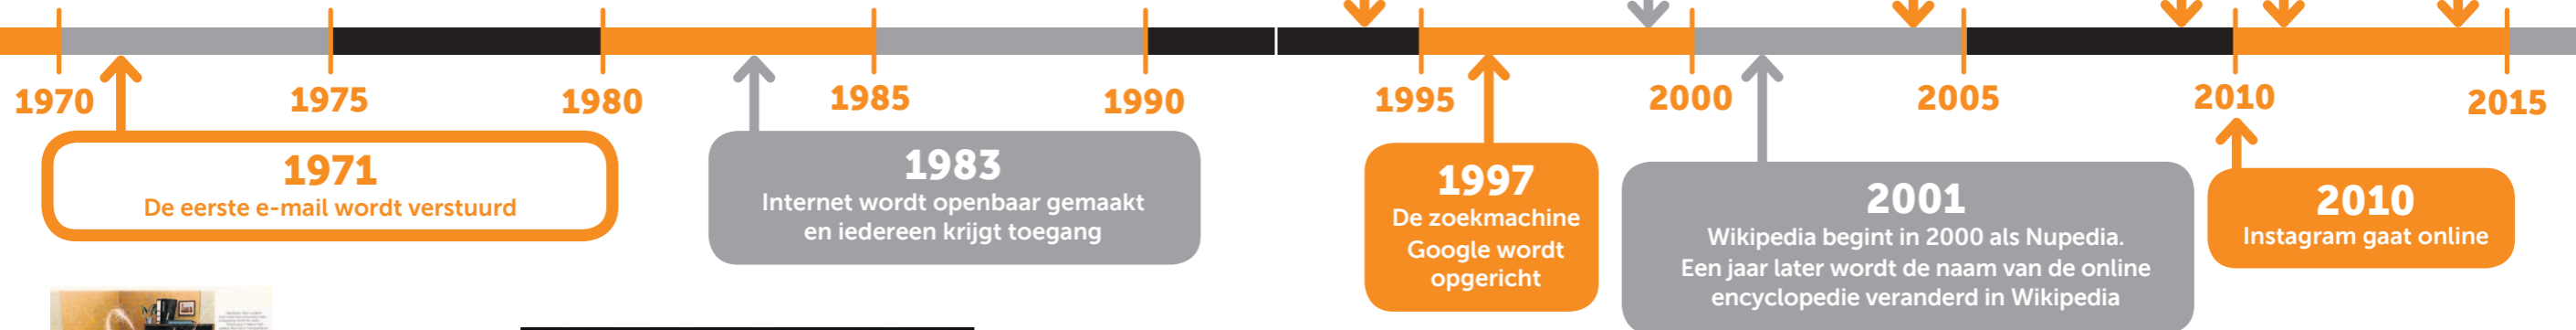 1970
1975
1980
1985
1990
1995
2000
2005
2010
2015
1971
De eerste e-mail wordt verstuurd
1983
Internet wordt openbaar gemaakt
en iedereen krijgt toegang
1997
De zoekmachine
Google wordt
opgericht
2001
Wikipedia begint in 2000 als Nupedia.
Een jaar later wordt de naam van de online
encyclopedie veranderd in Wikipedia
2010
Instagram gaat online